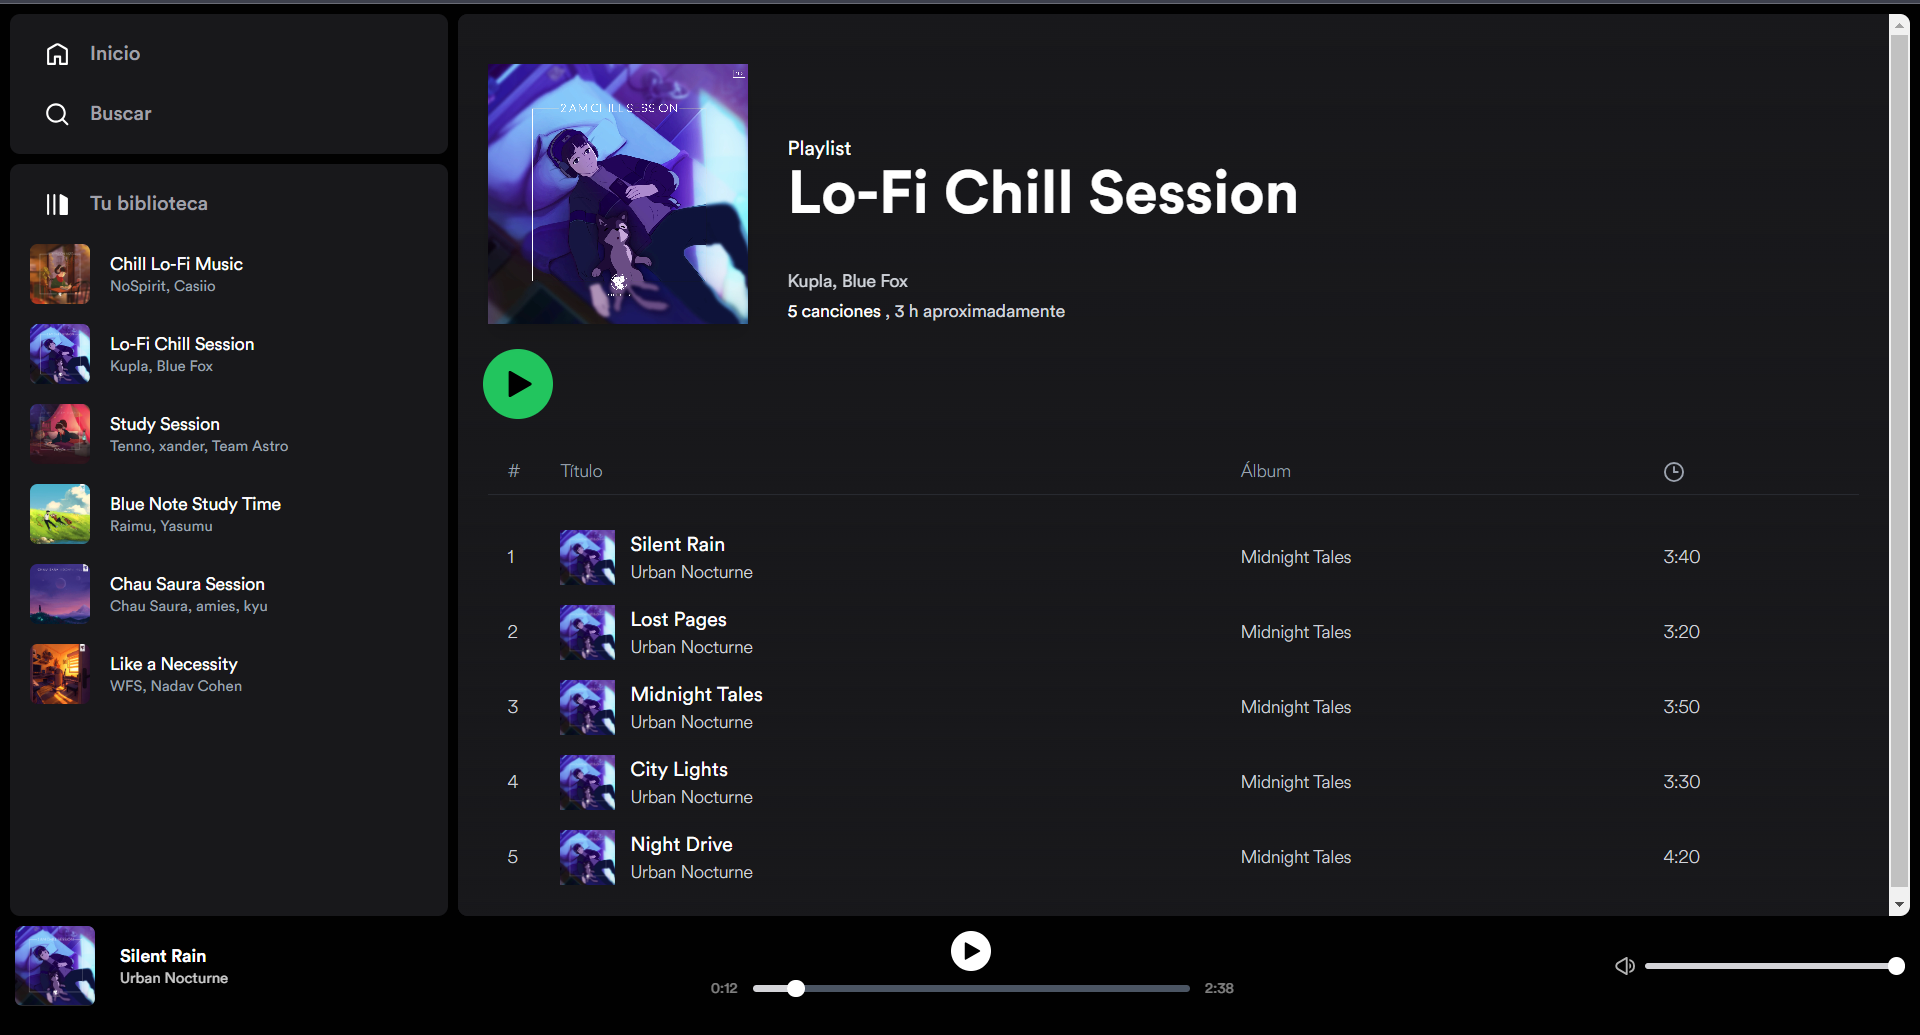 Inicio
Buscar
Tu biblioteca
Chill Lo-Fi Music
NoSpirit, Casiio
Lo-Fi Chill Session
Kupla, Blue Fox
Study Session
Tenno, xander, Team Astro
Blue Note Study Time
Raimu, Yasumu
Chau Saura Session
Chau Saura, amies, kyu
Like a Necessity
WFS, Nadav Cohen
2 AM CHILL SESSION
Playlist
Lo-Fi Chill Session
Kupla, Blue Fox
5 canciones , 3 h aproximadamente
# Título Álbum
1 Silent Rain Midnight Tales 3:40
Urban Nocturne
2 Lost Pages Midnight Tales 3:20
Urban Nocturne
3 Midnight Tales Midnight Tales 3:50
Urban Nocturne
4 City Lights Midnight Tales 3:30
Urban Nocturne
5 Night Drive Midnight Tales 4:20
Urban Nocturne
Silent Rain
Urban Nocturne
0:12 2:38